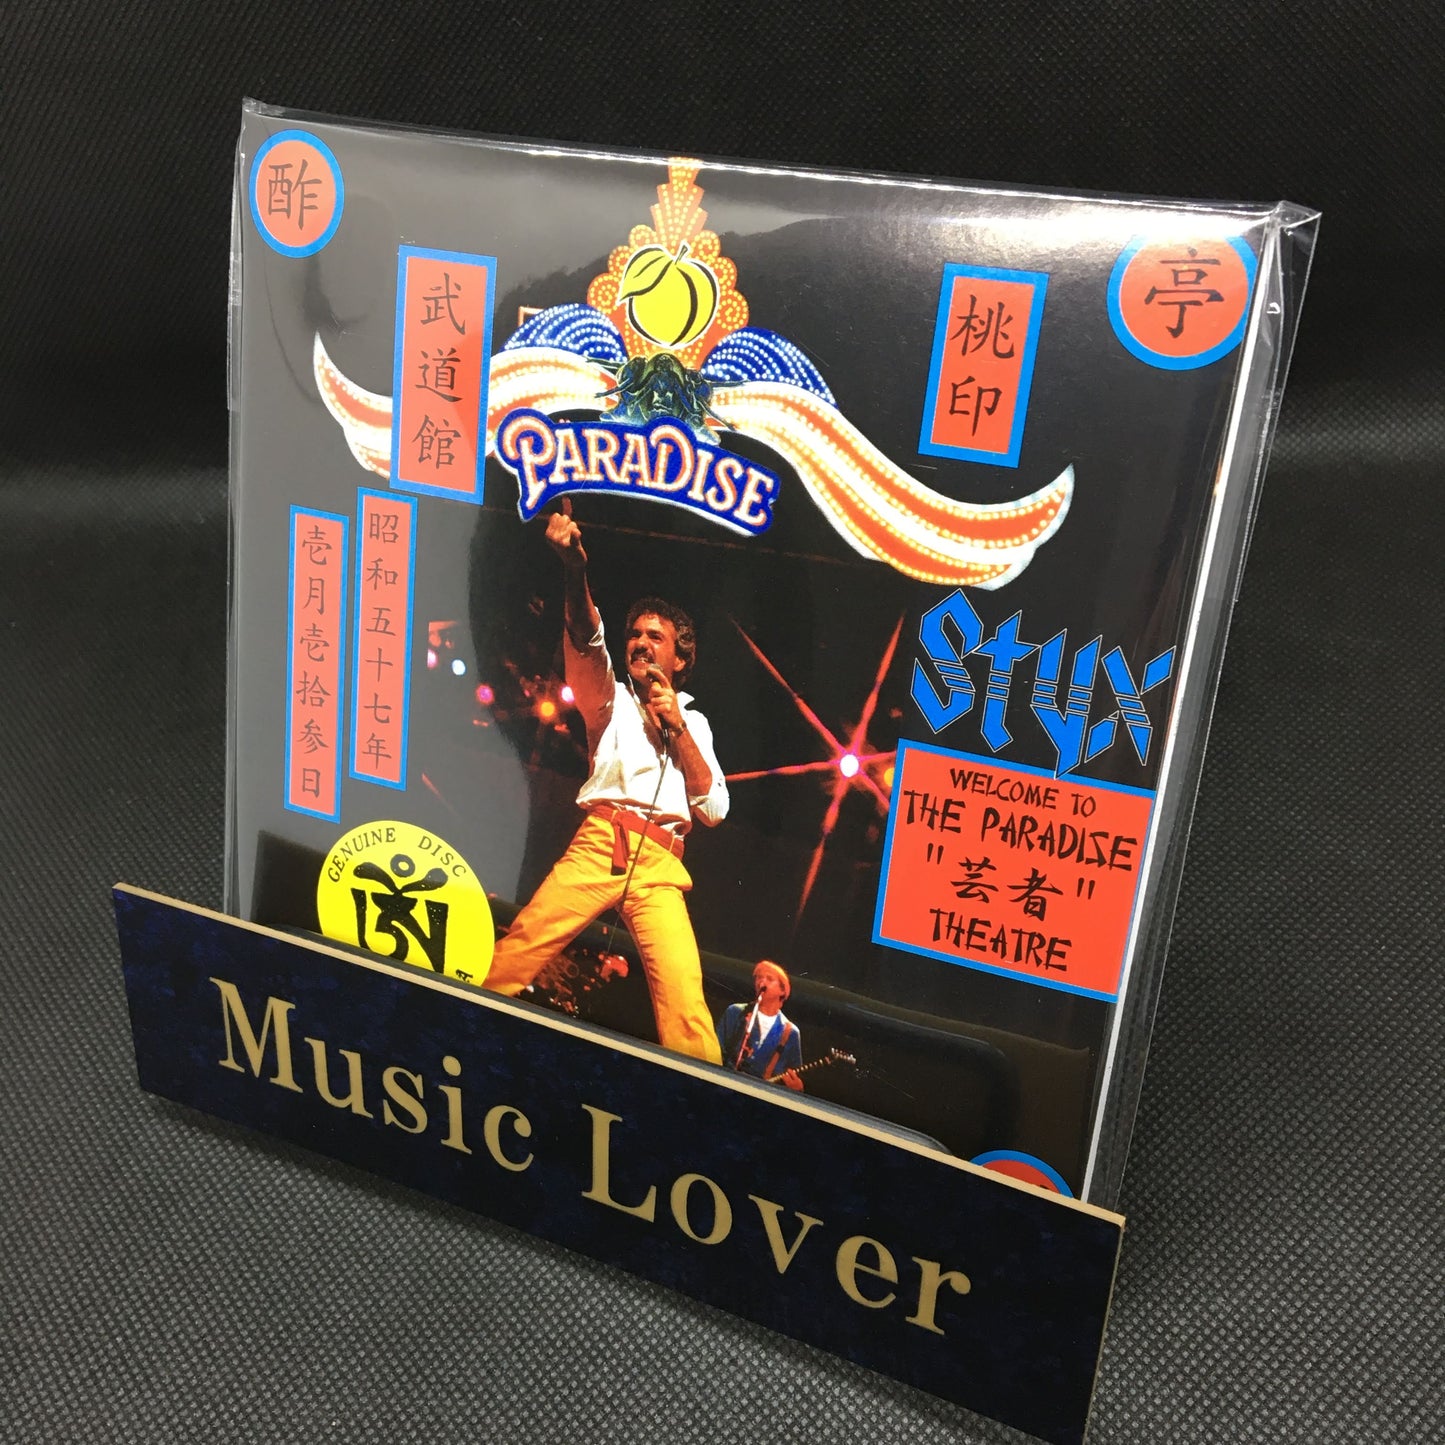 酢
亭
武道館
桃印
PARADISE
昭和五十七年
壱月壱拾参日
STYX
WELCOME TO
THE PARADISE
"芸者"
THEATRE
GENUINE DISC
Music Lover